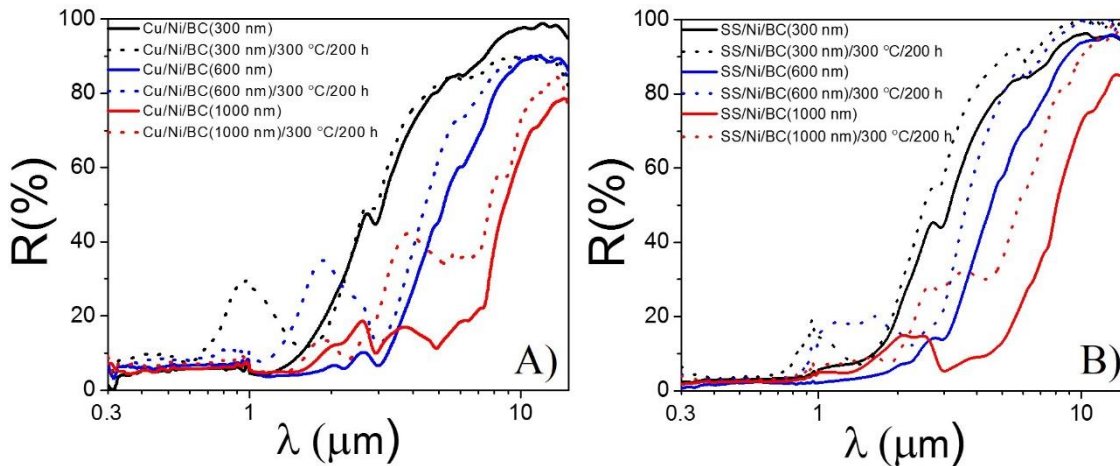 Cu/Ni/BC(300 nm)
Cu/Ni/BC(300 nm)/300 °C/200 h
Cu/Ni/BC(600 nm)
Cu/Ni/BC(600 nm)/300 °C/200 h
Cu/Ni/BC(1000 nm)
Cu/Ni/BC(1000 nm)/300 °C/200 h
100
80
60
40
20
0
R(%)
0.3
1
10
λ (μm)
A)
SS/Ni/BC(300 nm)
SS/Ni/BC(300 nm)/300 °C/200 h
SS/Ni/BC(600 nm)
SS/Ni/BC(600 nm)/300 °C/200 h
SS/Ni/BC(1000 nm)
SS/Ni/BC(1000 nm)/300 °C/200 h
100
80
60
40
20
0
R(%)
0.3
1
10
λ (μm)
B)